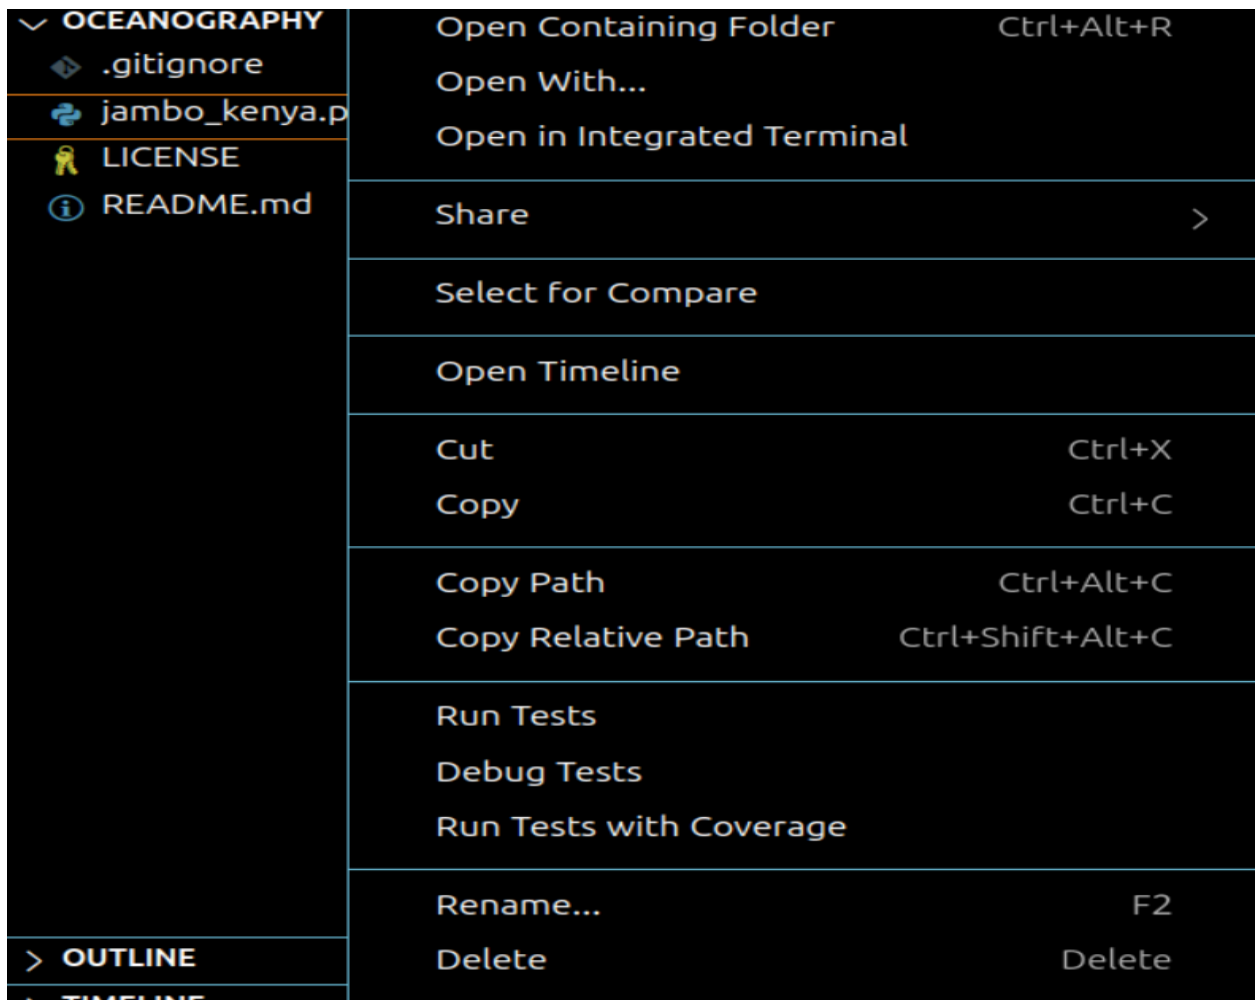 OCEANOGRAPHY
.gitignore
jambo_kenya.p
LICENSE
README.md
OUTLINE
TIMELINE
Open Containing Folder Ctrl+Alt+R
Open With...
Open in Integrated Terminal
Share
Select for Compare
Open Timeline
Cut Ctrl+X
Copy Ctrl+C
Copy Path Ctrl+Alt+C
Copy Relative Path Ctrl+Shift+Alt+C
Run Tests
Debug Tests
Run Tests with Coverage
Rename... F2
Delete Delete